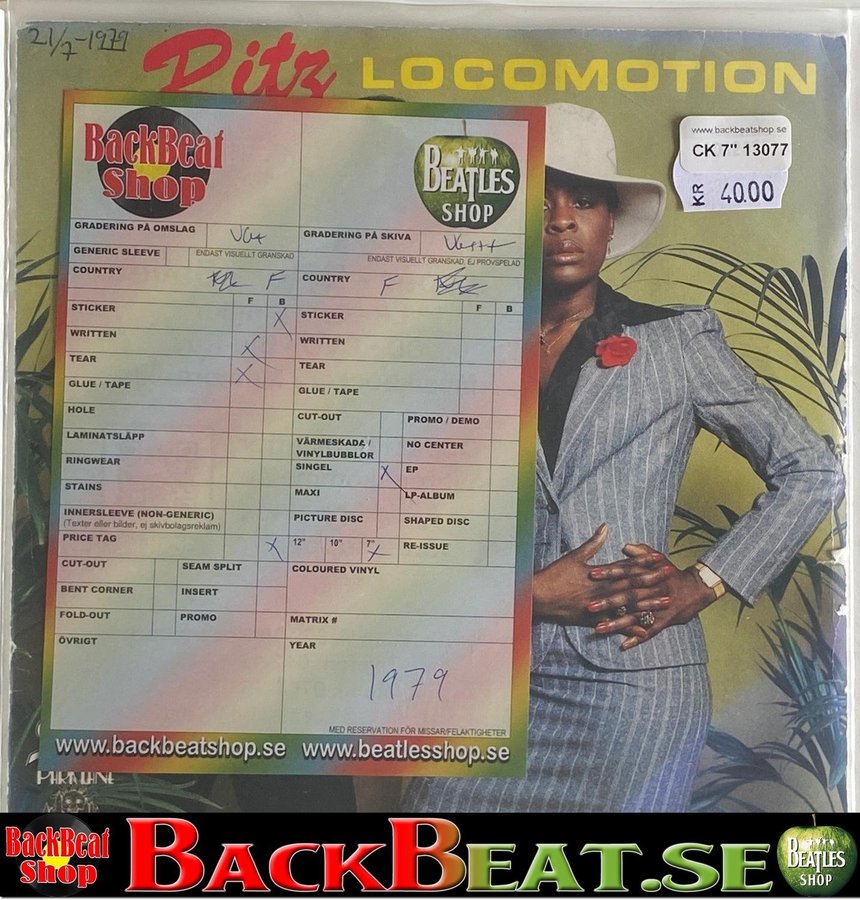 21/7-1979
Ritz LOCOMOTION
www.backbeatshop.se
CK 7" 13077
KR 40.00
BackBeat
Shop
BEATLES
SHOP
GRADERING PÅ OMSLAG VG+
GRADERING PÅ SKIVA VG+++
GENERIC SLEEVE
ENDAST VISUELLT GRANSKAD
ENDAST VISUELLT GRANSKAD, EJ PROVSPELAD
COUNTRY F
COUNTRY F
F B
F B
STICKER X
STICKER
WRITTEN X
WRITTEN
TEAR X
TEAR
GLUE / TAPE
GLUE / TAPE
HOLE
CUT-OUT
PROMO / DEMO
LAMINATSLÄPP
VÄRMESKADA /
VINYLBUBBLOR
NO CENTER
RINGWEAR
SINGEL X
EP
STENS
MAXI
LP-ALBUM
INNERSLEEVE (NON-GENERIC)
(Texter eller bilder, ej skivbolagsreklam)
PICTURE DISC
SHAPED DISC
PRICE TAG X
12" 10" 7" X
RE-ISSUE
CUT-OUT
SEAM SPLIT
COLOURED VINYL
BENT CORNER
INSERT
FOLD-OUT
PROMO
MATRIX #
ÖVRIGT
YEAR
1979
MED RESERVATION FÖR MISSAR/FELAKTIGHETER
www.backbeatshop.se www.beatlesshop.se
PARK LANE
BackBeat
Shop
BACKBEAT.SE
BEATLES
SHOP